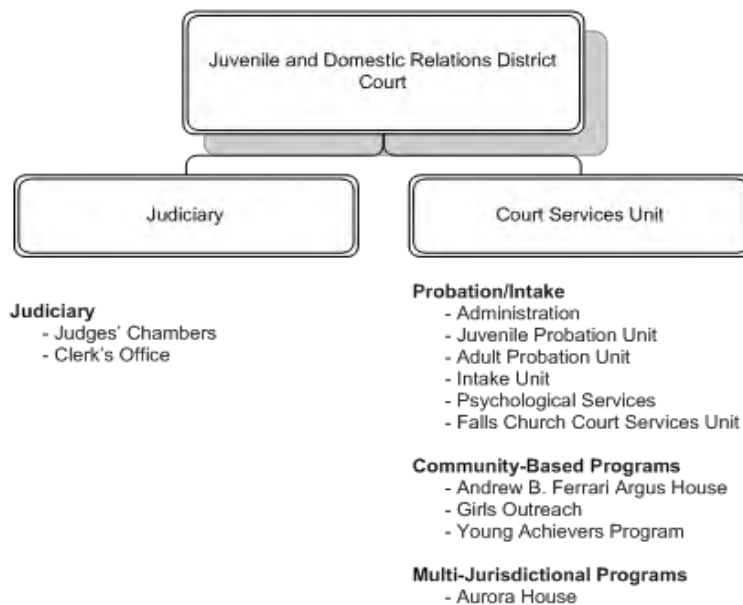 Juvenile and Domestic Relations District
Court
Judiciary
Court Services Unit
Judiciary
- Judges' Chambers
- Clerk's Office
Probation/Intake
- Administration
- Juvenile Probation Unit
- Adult Probation Unit
- Intake Unit
- Psychological Services
- Falls Church Court Services Unit
Community-Based Programs
- Andrew B. Ferrari Argus House
- Girls Outreach
- Young Achievers Program
Multi-Jurisdictional Programs
- Aurora House